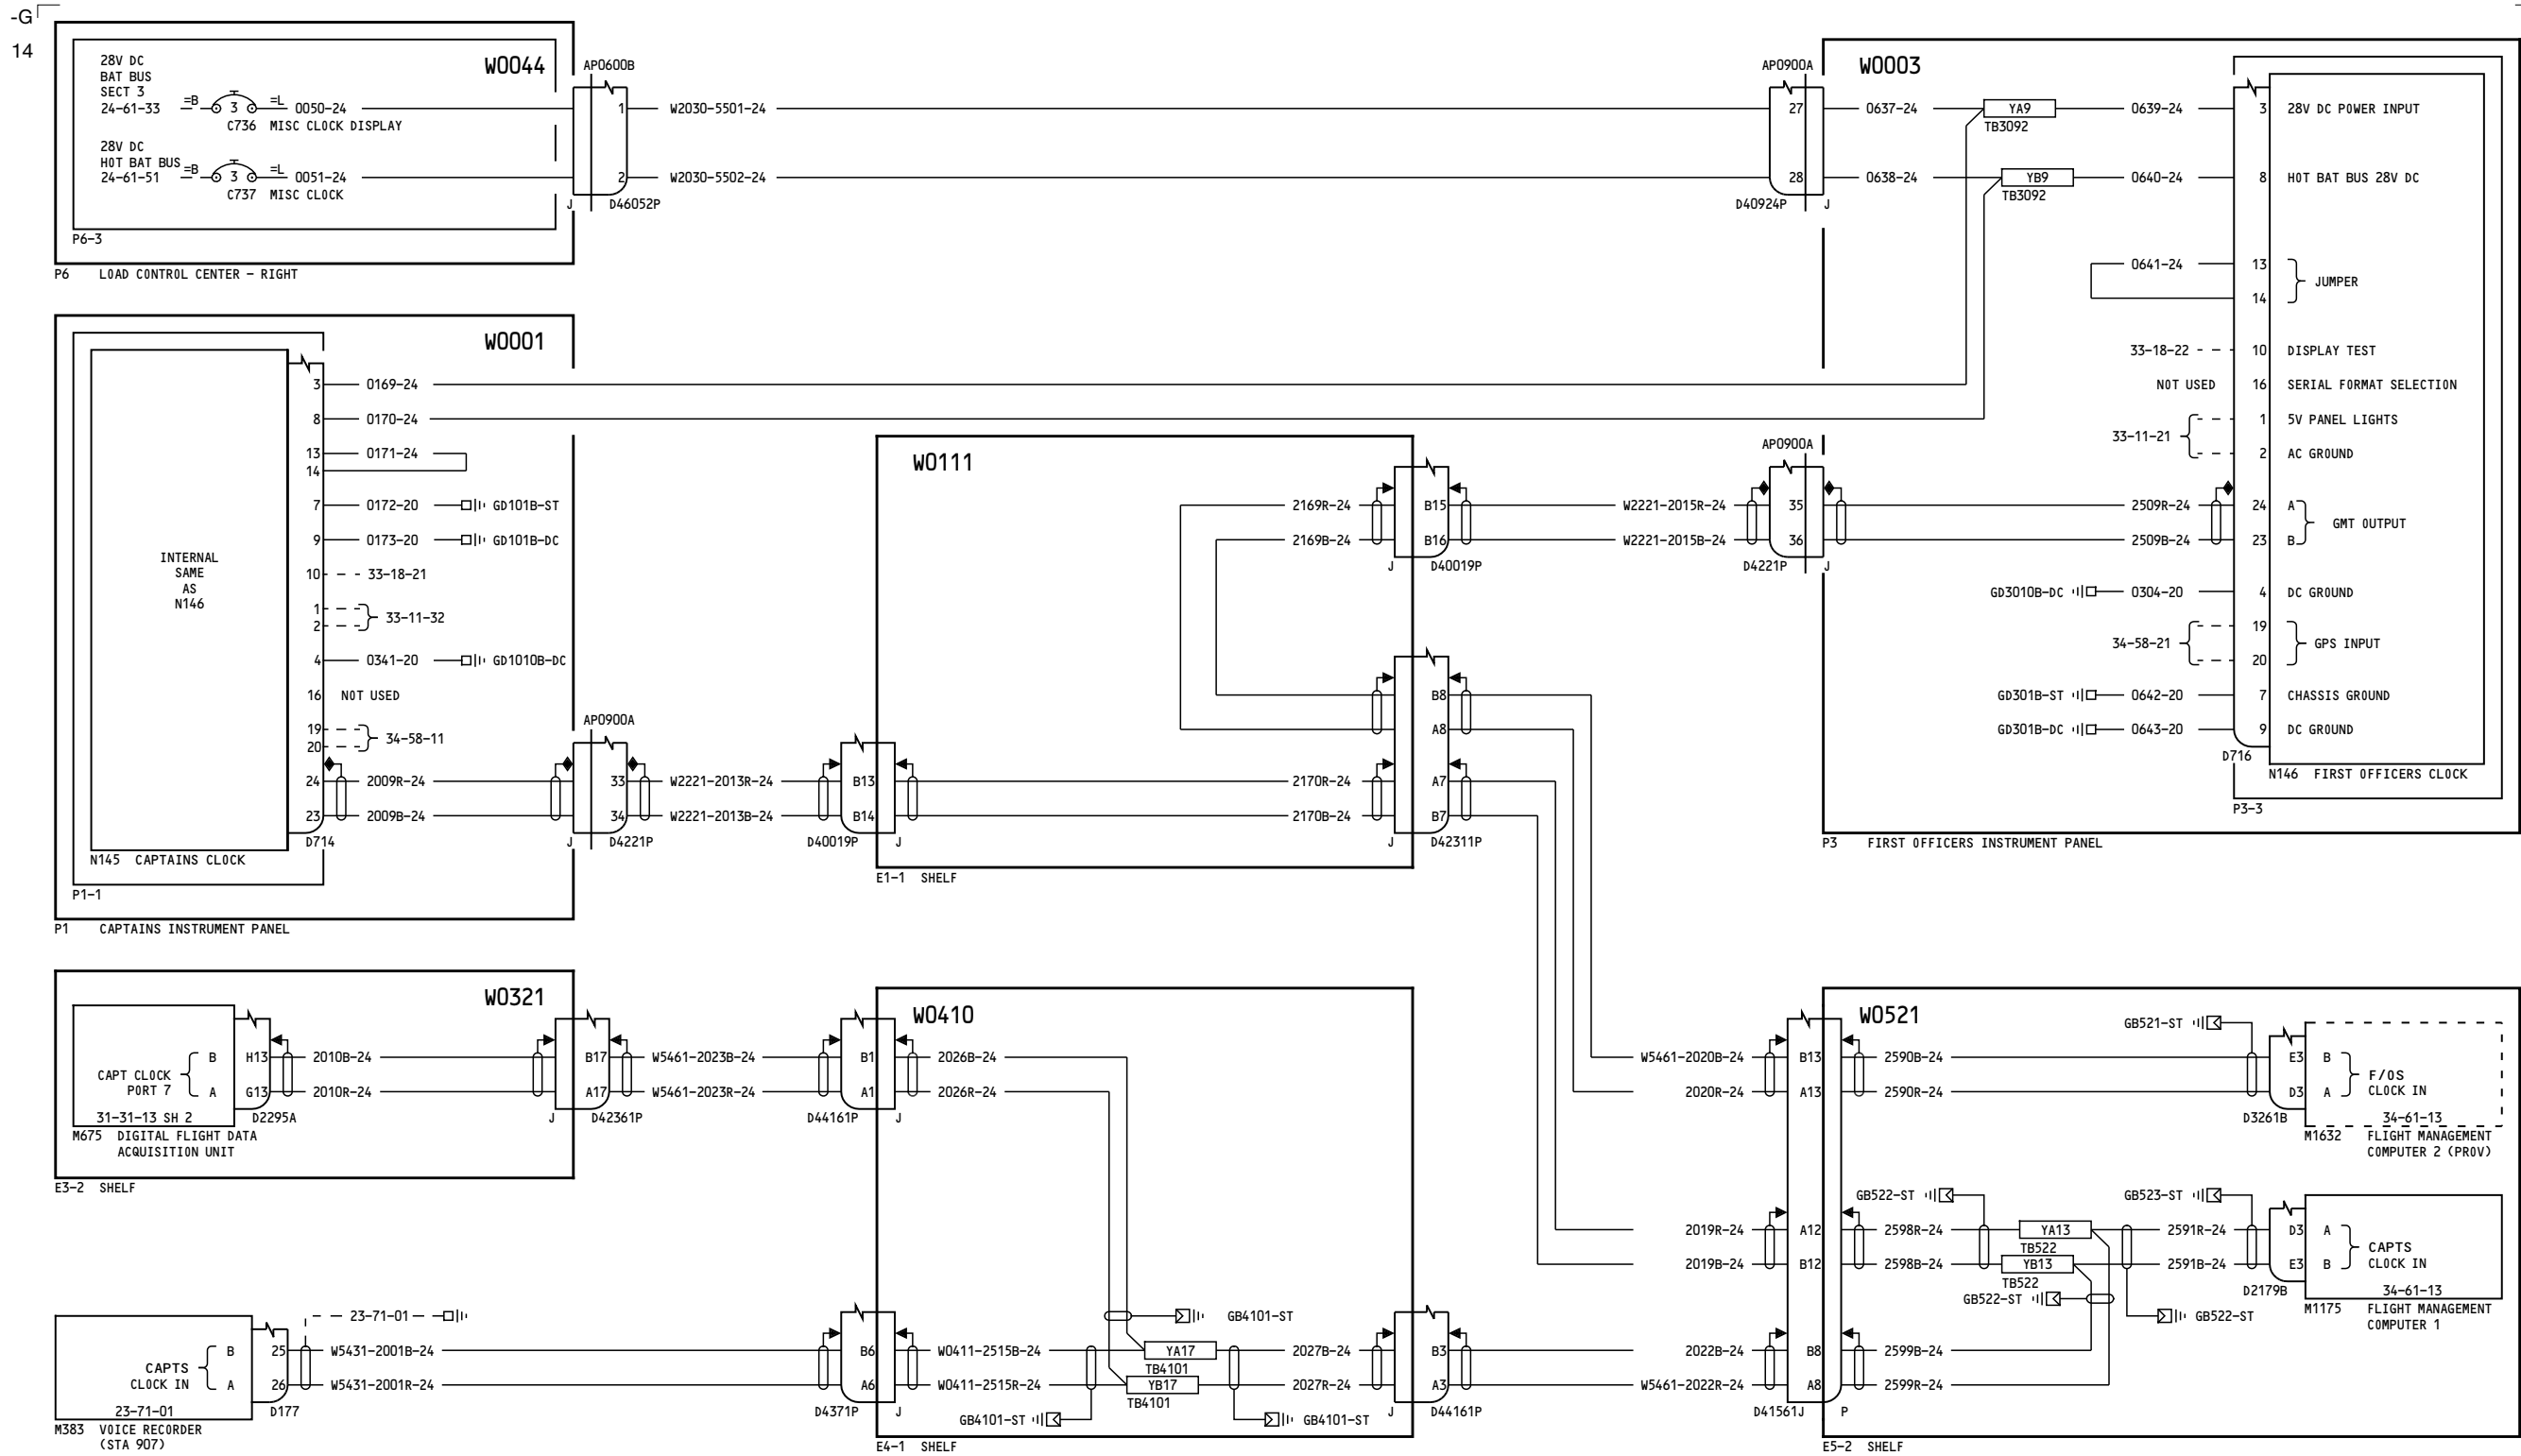 -G
14
28V DC
BAT BUS
SECT 3
24-61-33 =B 3 =L 0050-24
C736 MISC CLOCK DISPLAY
28V DC
HOT BAT BUS
24-61-51 =B 3 =L 0051-24
C737 MISC CLOCK
W0044
P6-3
P6 LOAD CONTROL CENTER - RIGHT
AP0600B
1 W2030-5501-24
2 W2030-5502-24
J D46052P
AP0900A
27
28
D40924P J
W0003
0637-24 YA9 0639-24
TB3092
0638-24 YB9 0640-24
TB3092
3 28V DC POWER INPUT
8 HOT BAT BUS 28V DC
0641-24 13
14
JUMPER
33-18-22 10 DISPLAY TEST
NOT USED 16 SERIAL FORMAT SELECTION
33-11-21
1 5V PANEL LIGHTS
2 AC GROUND
2509R-24 24 A
2509B-24 23 B
GMT OUTPUT
GD3010B-DC 0304-20 4 DC GROUND
34-58-21
19
20
GPS INPUT
GD301B-ST 0642-20 7 CHASSIS GROUND
GD301B-DC 0643-20 9 DC GROUND
D716
N146 FIRST OFFICERS CLOCK
P3-3
P3 FIRST OFFICERS INSTRUMENT PANEL
W0001
INTERNAL
SAME
AS
N146
3 0169-24
8 0170-24
13 0171-24
14
7 0172-20 GD101B-ST
9 0173-20 GD101B-DC
10 33-18-21
1
2
33-11-32
4 0341-20 GD1010B-DC
16 NOT USED
19
20
34-58-11
24 2009R-24
23 2009B-24
D714
N145 CAPTAINS CLOCK
P1-1
P1 CAPTAINS INSTRUMENT PANEL
AP0900A
33 W2221-2013R-24
34 W2221-2013B-24
J D4221P
B13
B14
D40019P J
W0111
2169R-24 B15 W2221-2015R-24
2169B-24 B16 W2221-2015B-24
J D40019P
AP0900A
35
36
D4221P J
B8
A8
2170R-24 A7
2170B-24 B7
J D42311P
E1-1 SHELF
W0321
CAPT CLOCK
PORT 7
B H13 2010B-24
A G13 2010R-24
31-31-13 SH 2
D2295A
M675 DIGITAL FLIGHT DATA
ACQUISITION UNIT
E3-2 SHELF
B17 W5461-2023B-24 B1
A17 W5461-2023R-24 A1
J D42361P
D44161P J
W0410
2026B-24
2026R-24
23-71-01
CAPTS
CLOCK IN
B 25 W5431-2001B-24
A 26 W5431-2001R-24
23-71-01
D177
M383 VOICE RECORDER
(STA 907)
B6 W0411-2515B-24 YA17 2027B-24 B3
TB4101
A6 W0411-2515R-24 YB17 2027R-24 A3
TB4101
D4371P J
GB4101-ST
GB4101-ST
GB4101-ST
J D44161P
E4-1 SHELF
W5461-2020B-24 B13
2020R-24 A13
2019R-24 A12
2019B-24 B12
2022B-24 B8
W5461-2022R-24 A8
D41561J P
W0521
GB521-ST
2590B-24 E3 B
2590R-24 D3 A
F/OS
CLOCK IN
34-61-13
D3261B
M1632 FLIGHT MANAGEMENT
COMPUTER 2 (PROV)
GB522-ST
GB523-ST
2598R-24 YA13 2591R-24 D3 A
TB522
2598B-24 YB13 2591B-24 E3 B
TB522
CAPTS
CLOCK IN
34-61-13
GB522-ST
GB522-ST
D2179B
M1175 FLIGHT MANAGEMENT
COMPUTER 1
2599B-24
2599R-24
E5-2 SHELF